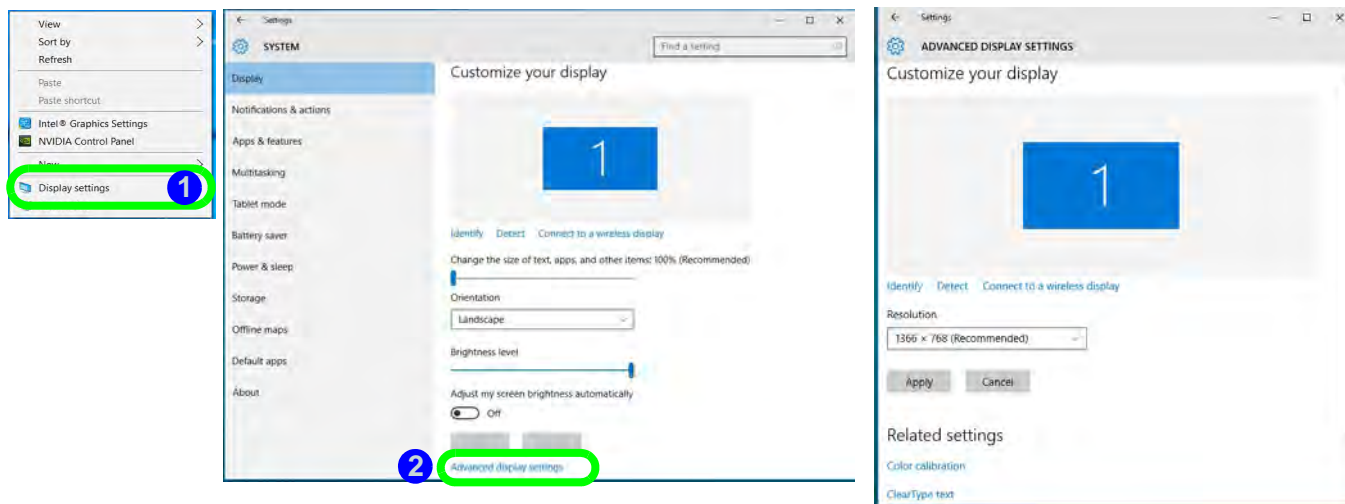 View
Sort by
Refresh
Paste
Paste shortcut
Intel® Graphics Settings
NVIDIA Control Panel
New
Display settings
1
Settings
SYSTEM
Find a setting
Display
Notifications & actions
Apps & features
Multitasking
Tablet mode
Battery saver
Power & sleep
Storage
Offline maps
Default apps
About
Customize your display
1
Identify Detect Connect to a wireless display
Change the size of text, apps, and other items: 100% (Recommended)
Orientation
Landscape
Brightness level
Adjust my screen brightness automatically
Off
2
Advanced display settings
Settings
ADVANCED DISPLAY SETTINGS
Customize your display
1
Identify Detect Connect to a wireless display
Resolution
1366 × 768 (Recommended)
Apply Cancel
Related settings
Color calibration
ClearType text